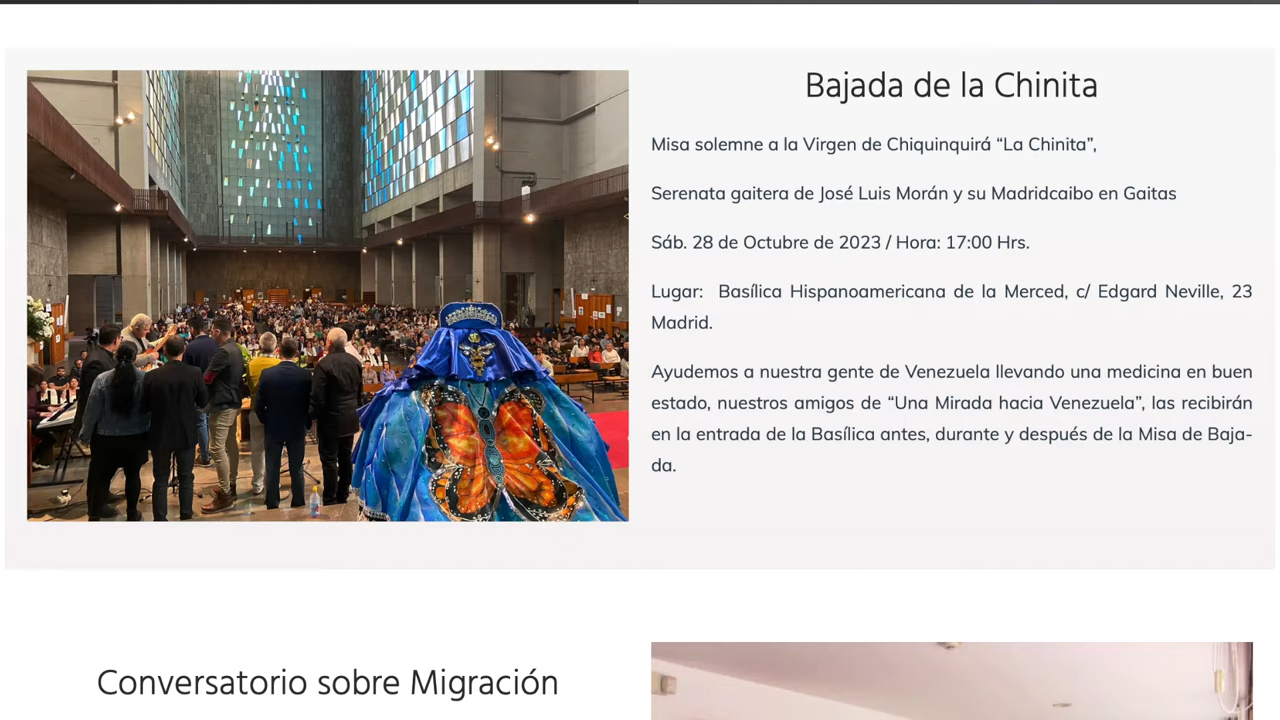 Bajada de la Chinita
Misa solemne a la Virgen de Chiquinquirá “La Chinita”,
Serenata gaitera de José Luis Morán y su Madridcaibo en Gaitas
Sáb. 28 de Octubre de 2023 / Hora: 17:00 Hrs.
Lugar: Basílica Hispanoamericana de la Merced, c/ Edgard Neville, 23
Madrid.
Ayudemos a nuestra gente de Venezuela llevando una medicina en buen
estado, nuestros amigos de “Una Mirada hacia Venezuela”, las recibirán
en la entrada de la Basílica antes, durante y después de la Misa de Baja-
da.
Conversatorio sobre Migración